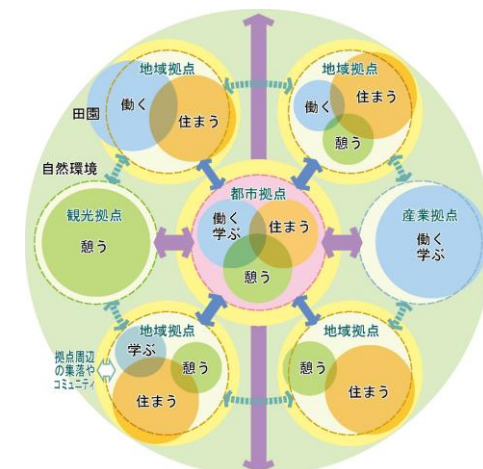 地域拠点
働く
住まう
田園
自然環境
地域拠点
働く
住まう
憩う
観光拠点
憩う
都市拠点
働く
学ぶ
住まう
憩う
産業拠点
働く
学ぶ
地域拠点
学ぶ
憩う
住まう
拠点周辺
の集落や
コミュニティ
地域拠点
憩う
住まう